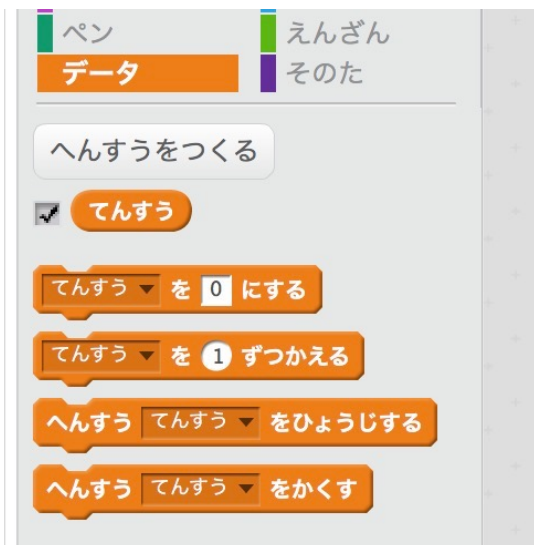 ペン えんざん
データ そのた
へんすうをつくる
てんすう
てんすう を 0 にする
てんすう を 1 ずつかえる
へんすう てんすう をひょうじする
へんすう てんすう をかくす